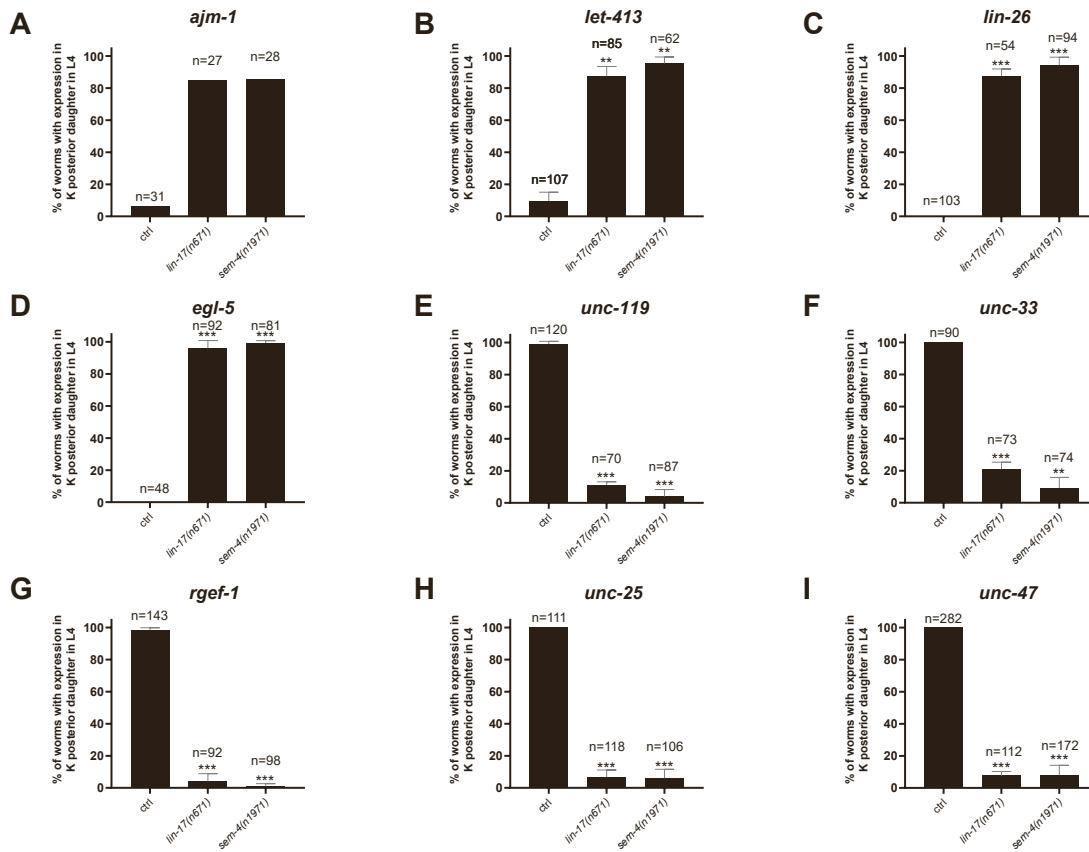 A
ajm-1
% of worms with expression in
K posterior daughter in L4
100
80
60
40
20
0
n=31
n=27
n=28
ctrl
lin-17(n671)
sem-4(n1971)
B
let-413
% of worms with expression in
K posterior daughter in L4
100
80
60
40
20
0
n=107
n=85
**
n=62
**
ctrl
lin-17(n671)
sem-4(n1971)
C
lin-26
% of worms with expression in
K posterior daughter in L4
100
80
60
40
20
0
n=103
n=54
***
n=94
***
ctrl
lin-17(n671)
sem-4(n1971)
D
egl-5
% of worms with expression in
K posterior daughter in L4
100
80
60
40
20
0
n=48
n=92
***
n=81
***
ctrl
lin-17(n671)
sem-4(n1971)
E
unc-119
% of worms with expression in
K posterior daughter in L4
100
80
60
40
20
0
n=120
n=70
***
n=87
***
ctrl
lin-17(n671)
sem-4(n1971)
F
unc-33
% of worms with expression in
K posterior daughter in L4
100
80
60
40
20
0
n=90
n=73
***
n=74
**
ctrl
lin-17(n671)
sem-4(n1971)
G
rgef-1
% of worms with expression in
K posterior daughter in L4
100
80
60
40
20
0
n=143
n=92
***
n=98
***
ctrl
lin-17(n671)
sem-4(n1971)
H
unc-25
% of worms with expression in
K posterior daughter in L4
100
80
60
40
20
0
n=111
n=118
***
n=106
***
ctrl
lin-17(n671)
sem-4(n1971)
I
unc-47
% of worms with expression in
K posterior daughter in L4
100
80
60
40
20
0
n=282
n=112
***
n=172
***
ctrl
lin-17(n671)
sem-4(n1971)